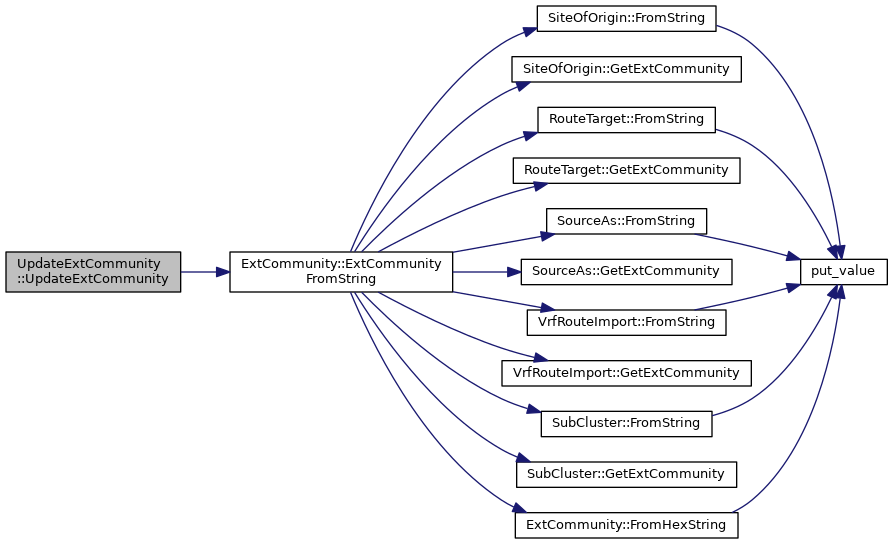 UpdateExtCommunity
::UpdateExtCommunity
ExtCommunity::ExtCommunity
FromString
SiteOfOrigin::FromString
SiteOfOrigin::GetExtCommunity
RouteTarget::FromString
RouteTarget::GetExtCommunity
SourceAs::FromString
SourceAs::GetExtCommunity
VrfRouteImport::FromString
VrfRouteImport::GetExtCommunity
SubCluster::FromString
SubCluster::GetExtCommunity
ExtCommunity::FromHexString
put_value